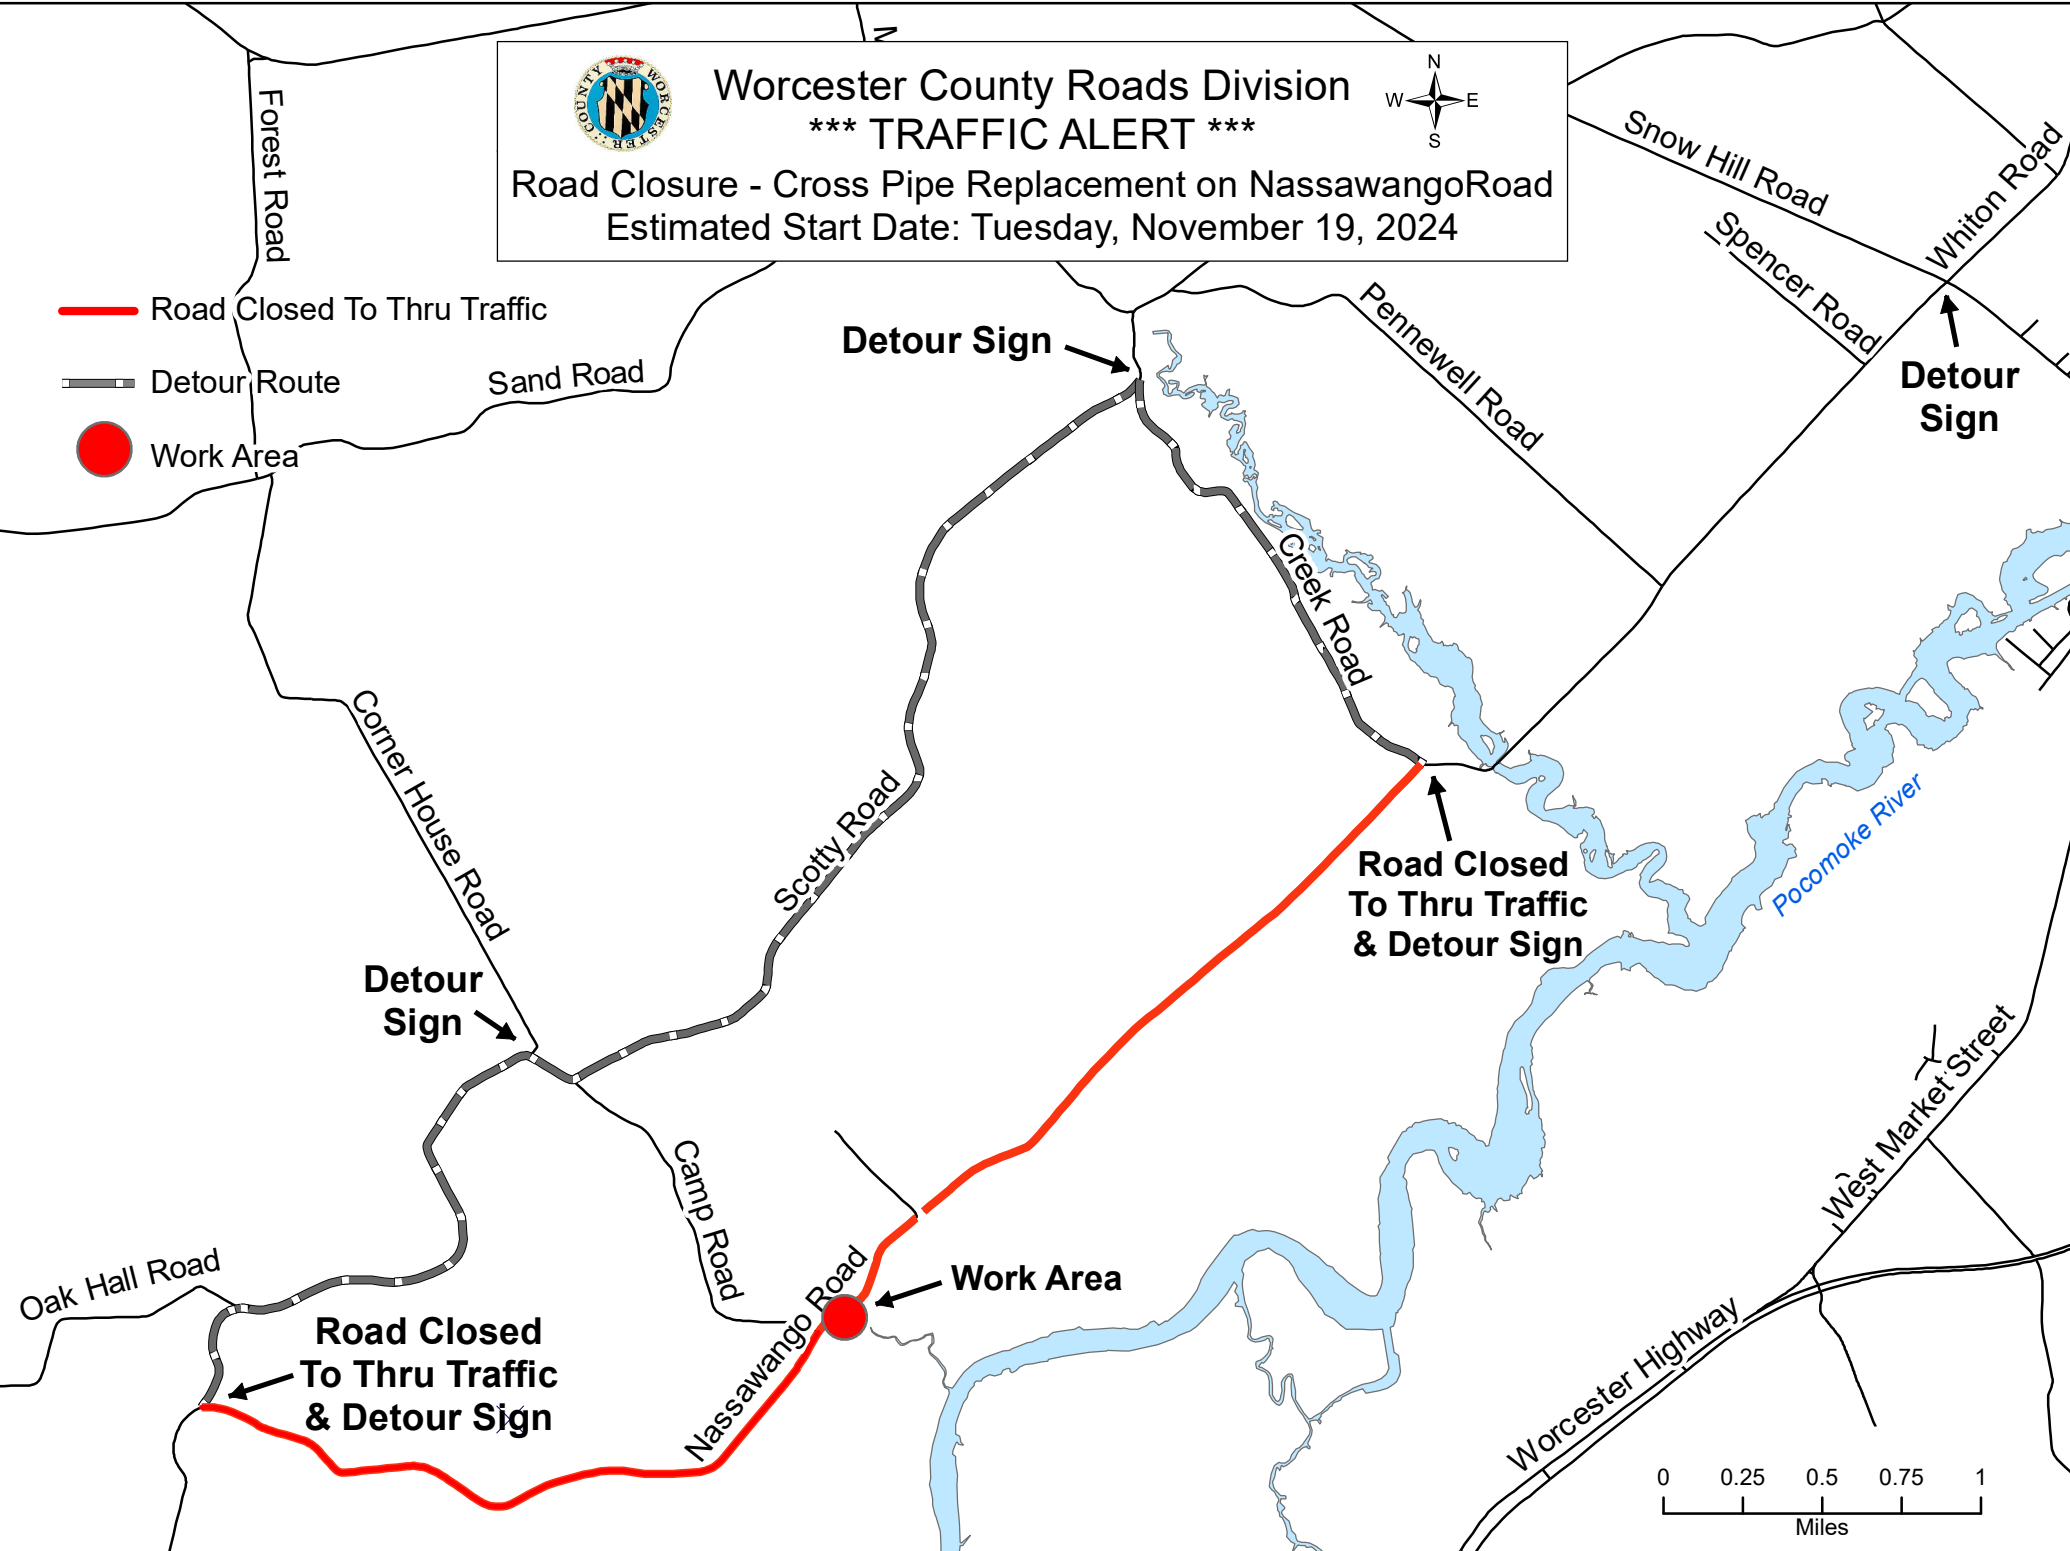 Worcester County Roads Division
*** TRAFFIC ALERT ***
Road Closure - Cross Pipe Replacement on NassawangoRoad
Estimated Start Date: Tuesday, November 19, 2024
COUNTY WORCESTER
N
W
E
S
Forest Road
Snow Hill Road
Whiton Road
Spencer Road
Road Closed To Thru Traffic
Detour Route
Work Area
Sand Road
Detour Sign
Pennewell Road
Detour
Sign
Creek Road
Corner House Road
Scotty Road
Pocomoke River
Road Closed
To Thru Traffic
& Detour Sign
Detour
Sign
West Market Street
Camp Road
Oak Hall Road
Nassawango Road
Work Area
Road Closed
To Thru Traffic
& Detour Sign
Worcester Highway
0 0.25 0.5 0.75 1
Miles